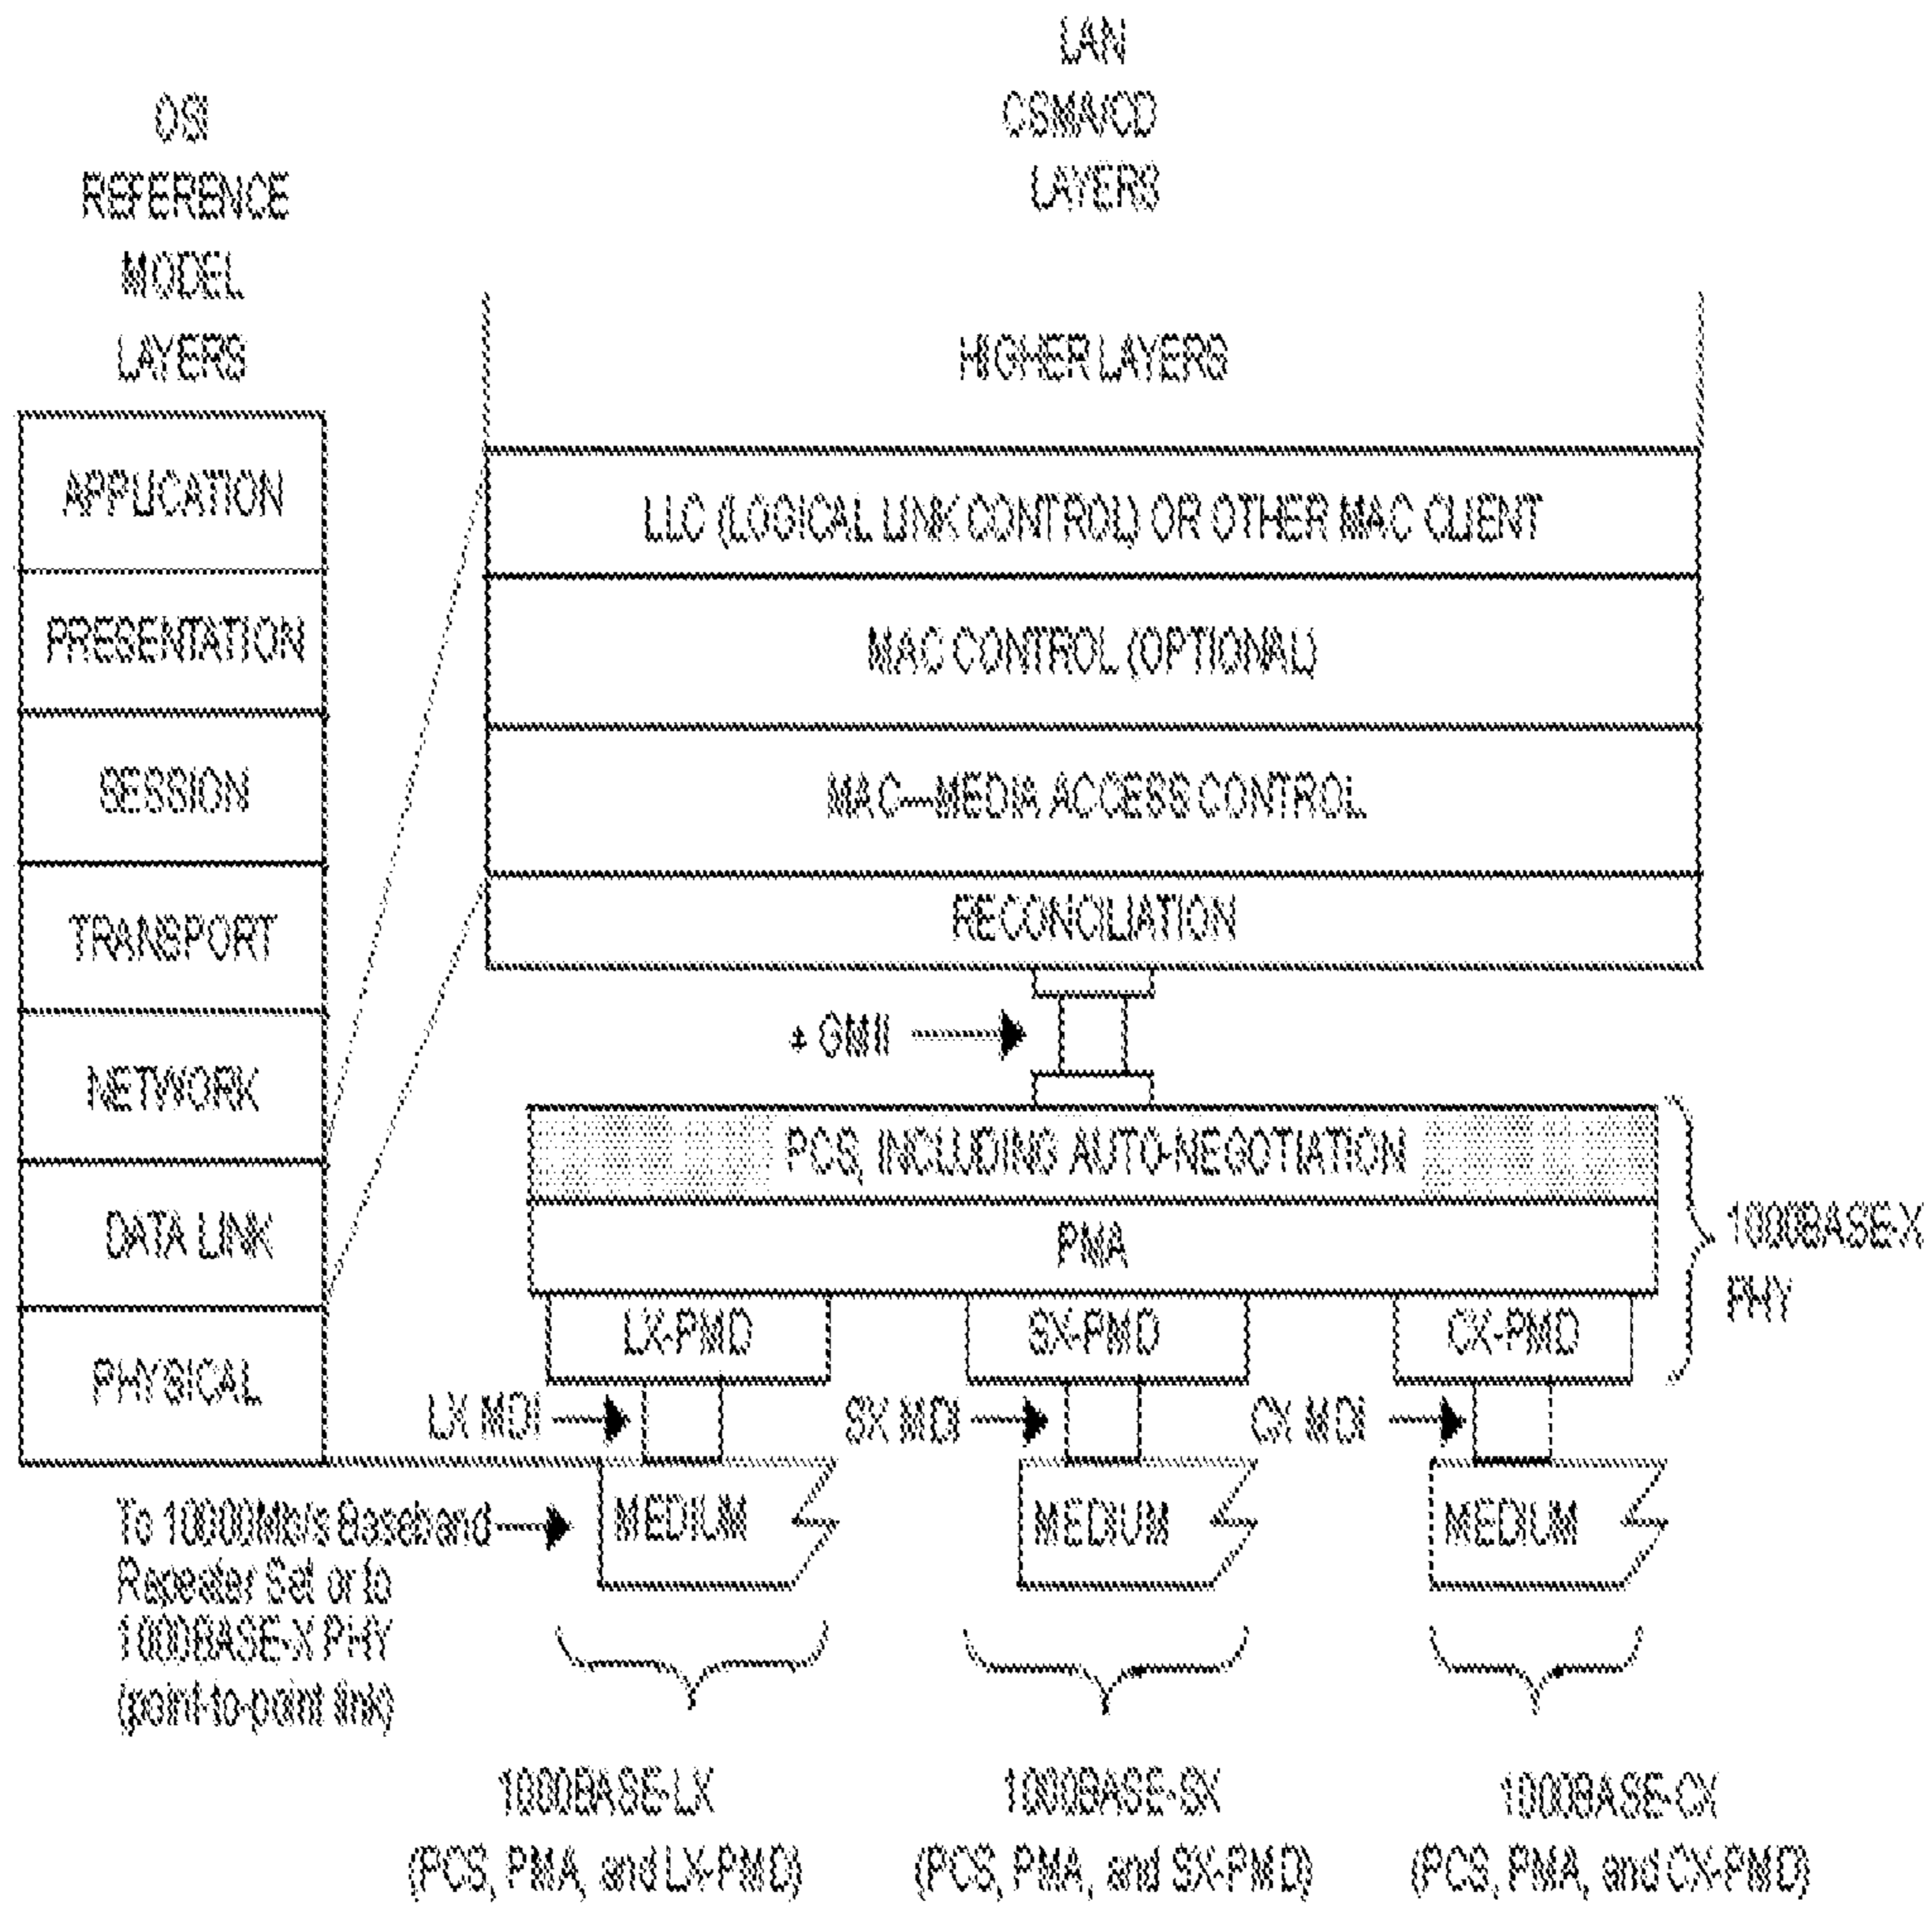 LAN
CSMA/CD
LAYERS
OSI
REFERENCE
MODEL
LAYERS
HIGHER LAYERS
APPLICATION
PRESENTATION
SESSION
TRANSPORT
NETWORK
DATA LINK
PHYSICAL
LLC (LOGICAL LINK CONTROL) OR OTHER MAC CLIENT
MAC CONTROL (OPTIONAL)
MAC—MEDIA ACCESS CONTROL
RECONCILIATION
GMII
PCS, INCLUDING AUTO-NEGOTIATION
PMA
1000BASE-X
PHY
LX-PMD
SX-PMD
CX-PMD
LX MDI
SX MDI
CX MDI
MEDIUM
MEDIUM
MEDIUM
To 10000Mb/s Baseband
Repeater Set or to
1000BASE-X PHY
(point-to-point link)
1000BASE-LX
(PCS, PMA, and LX-PMD)
1000BASE-SX
(PCS, PMA, and SX-PMD)
1000BASE-CX
(PCS, PMA, and CX-PMD)